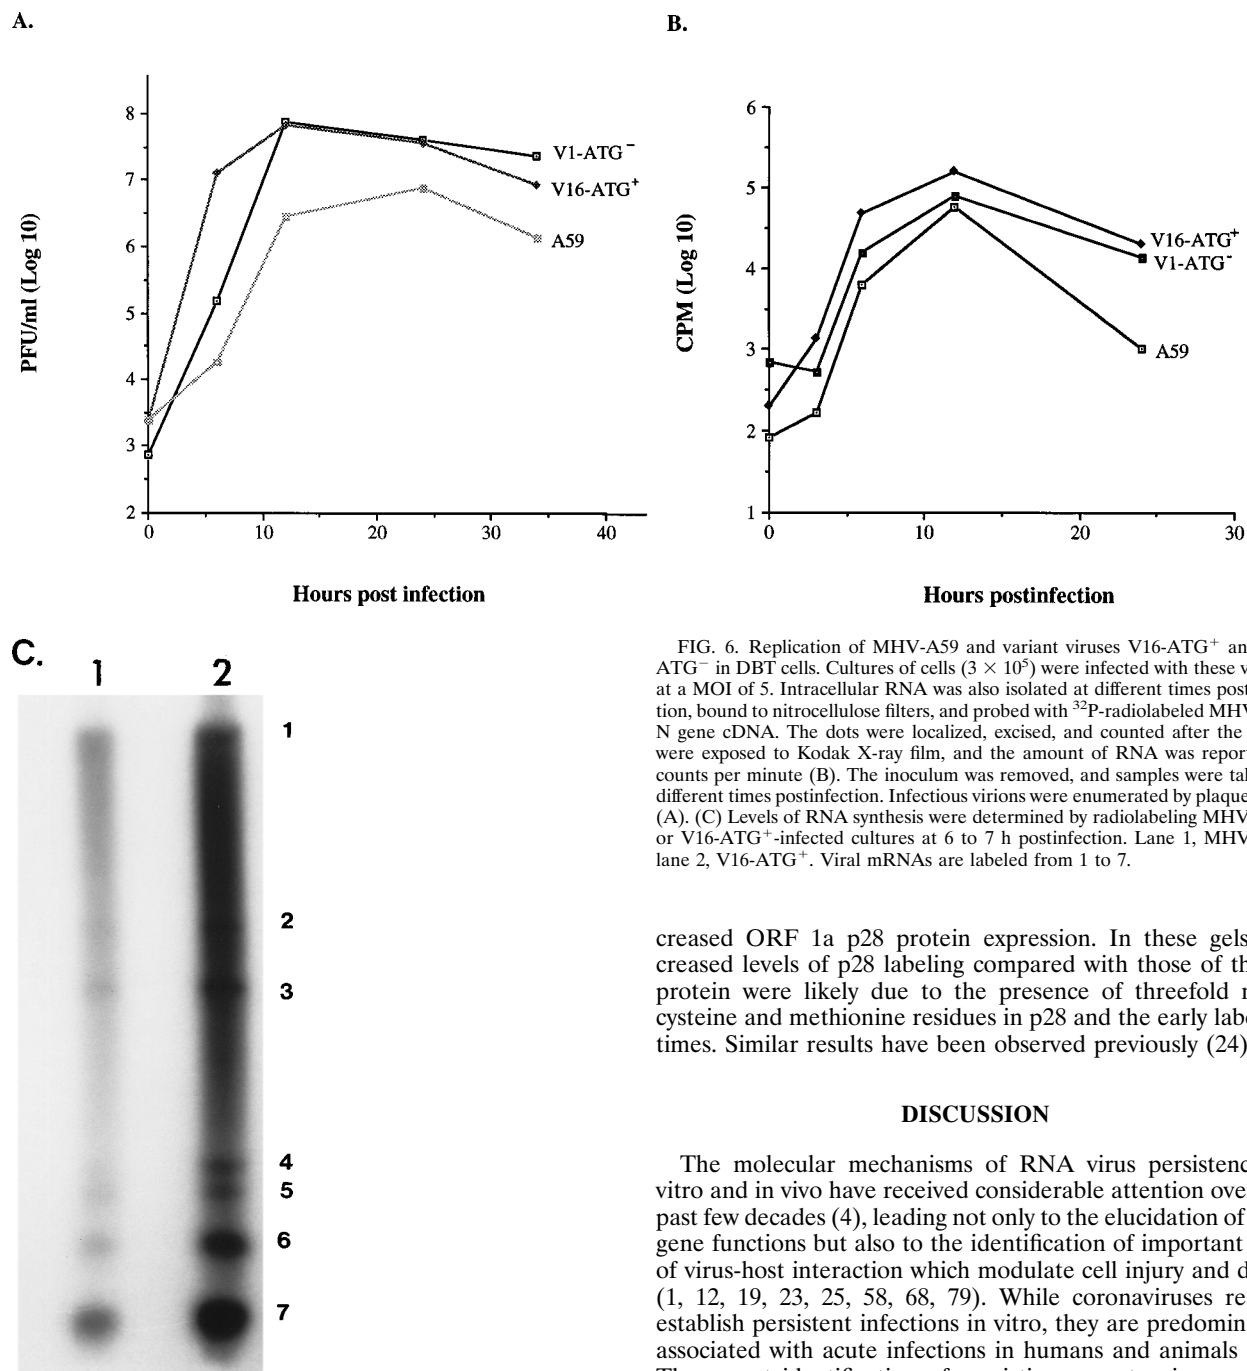 A.
8
7
6
5
4
3
2
PFU/ml (Log 10)
V1-ATG⁻
V16-ATG⁺
A59
0 10 20 30 40
Hours post infection
B.
6
5
4
3
2
1
CPM (Log 10)
V16-ATG⁺
V1-ATG⁻
A59
0 10 20 30
Hours postinfection
C.
1 2
1
2
3
4
5
6
7
FIG. 6. Replication of MHV-A59 and variant viruses V16-ATG⁺ an
ATG⁻ in DBT cells. Cultures of cells (3 × 10⁵) were infected with these v
at a MOI of 5. Intracellular RNA was also isolated at different times post
tion, bound to nitrocellulose filters, and probed with ³²P-radiolabeled MHV
N gene cDNA. The dots were localized, excised, and counted after the
were exposed to Kodak X-ray film, and the amount of RNA was repor
counts per minute (B). The inoculum was removed, and samples were tal
different times postinfection. Infectious virions were enumerated by plaque
(A). (C) Levels of RNA synthesis were determined by radiolabeling MHV
or V16-ATG⁺-infected cultures at 6 to 7 h postinfection. Lane 1, MHV
lane 2, V16-ATG⁺. Viral mRNAs are labeled from 1 to 7.
creased ORF 1a p28 protein expression. In these gels
creased levels of p28 labeling compared with those of th
protein were likely due to the presence of threefold
cysteine and methionine residues in p28 and the early labe
times. Similar results have been observed previously (24)
DISCUSSION
The molecular mechanisms of RNA virus persistenc
vitro and in vivo have received considerable attention ove
past few decades (4), leading not only to the elucidation of
gene functions but also to the identification of important
of virus-host interaction which modulate cell injury and d
(1, 12, 19, 23, 25, 58, 68, 79). While coronaviruses re
establish persistent infections in vitro, they are predomin
associated with acute infections in humans and animals